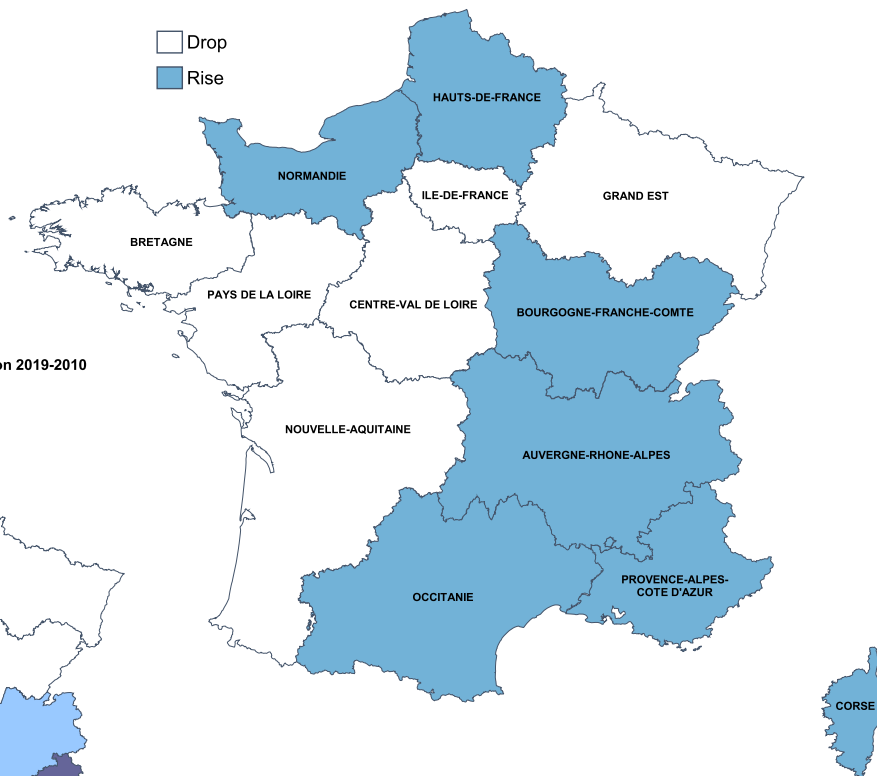 Drop
Rise
HAUTS-DE-FRANCE
NORMANDIE
ILE-DE-FRANCE
GRAND EST
BRETAGNE
PAYS DE LA LOIRE
CENTRE-VAL DE LOIRE
BOURGOGNE-FRANCHE-COMTE
on 2019-2010
NOUVELLE-AQUITAINE
AUVERGNE-RHONE-ALPES
OCCITANIE
PROVENCE-ALPES-
COTE D'AZUR
CORSE